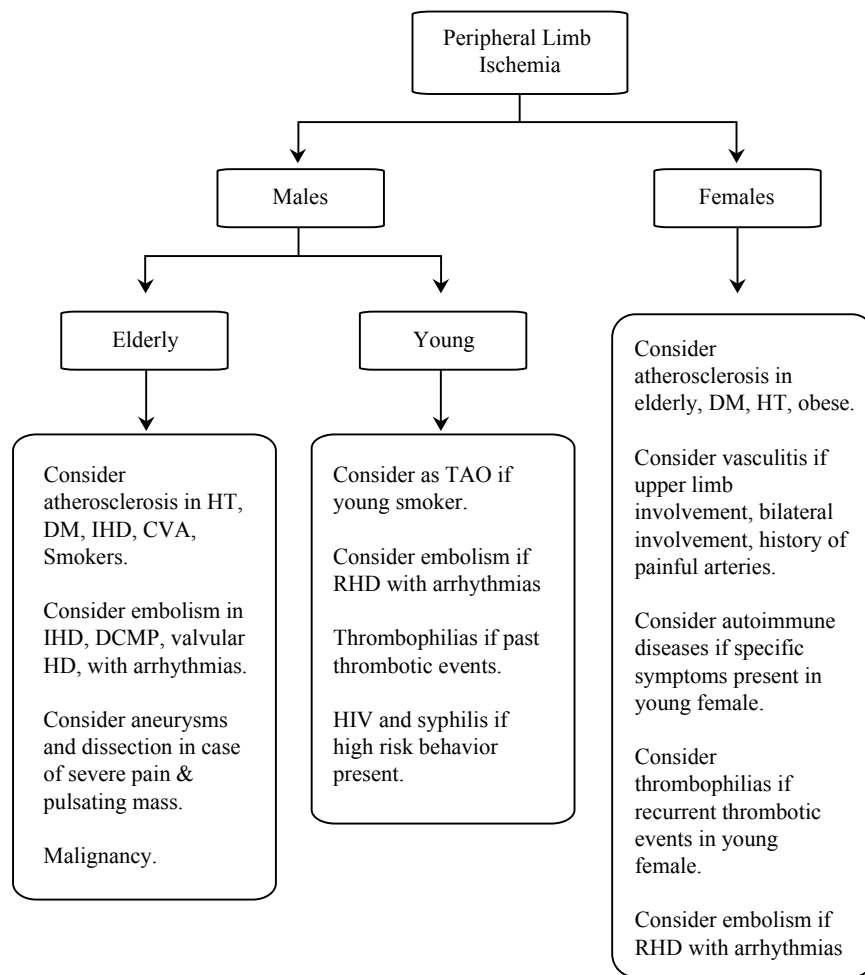 Peripheral Limb
Ischemia
Males
Females
Elderly
Young
Consider
atherosclerosis in HT,
DM, IHD, CVA,
Smokers.
Consider embolism in
IHD, DCMP, valvular
HD, with arrhythmias.
Consider aneurysms
and dissection in case
of severe pain &
pulsating mass.
Malignancy.
Consider as TAO if
young smoker.
Consider embolism if
RHD with arrhythmias
Thrombophilias if past
thrombotic events.
HIV and syphilis if
high risk behavior
present.
Consider
atherosclerosis in
elderly, DM, HT, obese.
Consider vasculitis if
upper limb
involvement, bilateral
involvement, history of
painful arteries.
Consider autoimmune
diseases if specific
symptoms present in
young female.
Consider
thrombophilias if
recurrent thrombotic
events in young
female.
Consider embolism if
RHD with arrhythmias